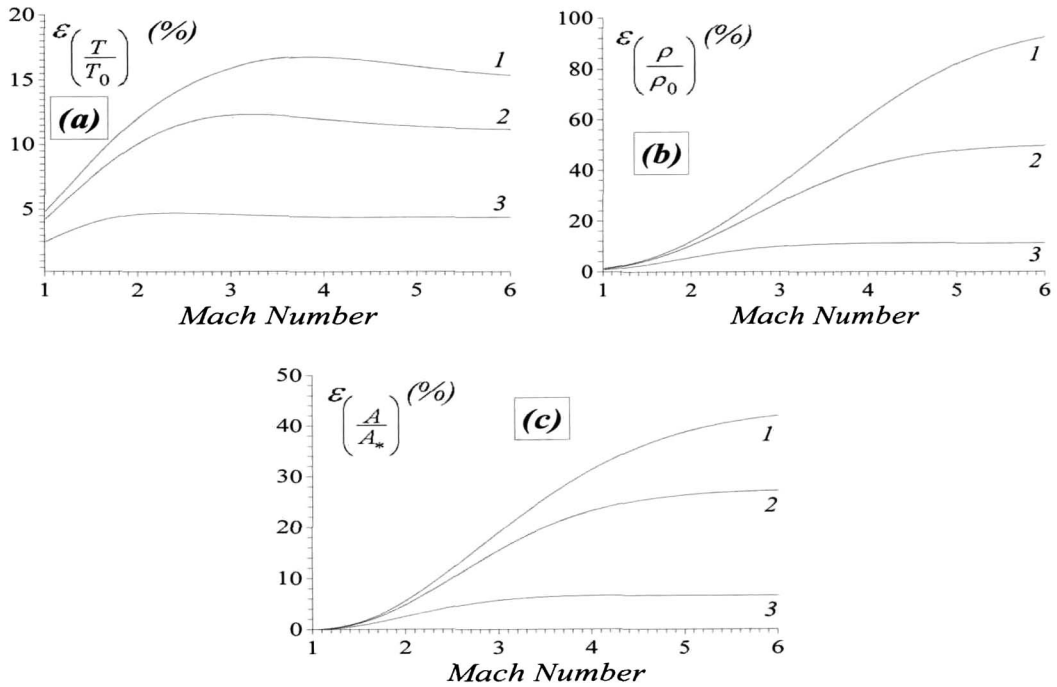 20
ε(T/T₀) (%)
15
(a)
10
5
1
2
3
1 2 3 4 5 6
Mach Number
100
ε(ρ/ρ₀) (%)
80
60
(b)
40
20
0
1
2
3
1 2 3 4 5 6
Mach Number
50
ε(A/A*) (%)
(c)
40
30
20
10
0
1
2
3
1 2 3 4 5 6
Mach Number